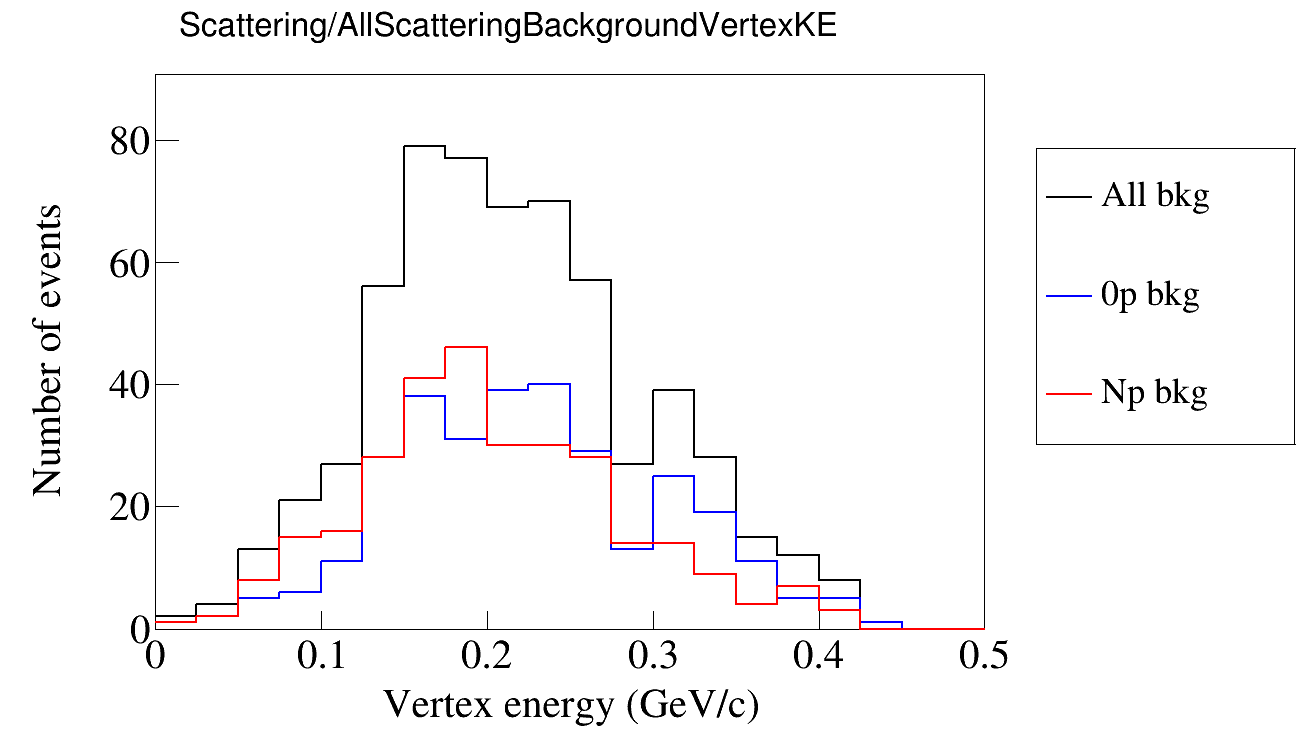 Scattering/AllScatteringBackgroundVertexKE
Number of events
80
60
40
20
0
0 0.1 0.2 0.3 0.4 0.5
Vertex energy (GeV/c)
All bkg
0p bkg
Np bkg